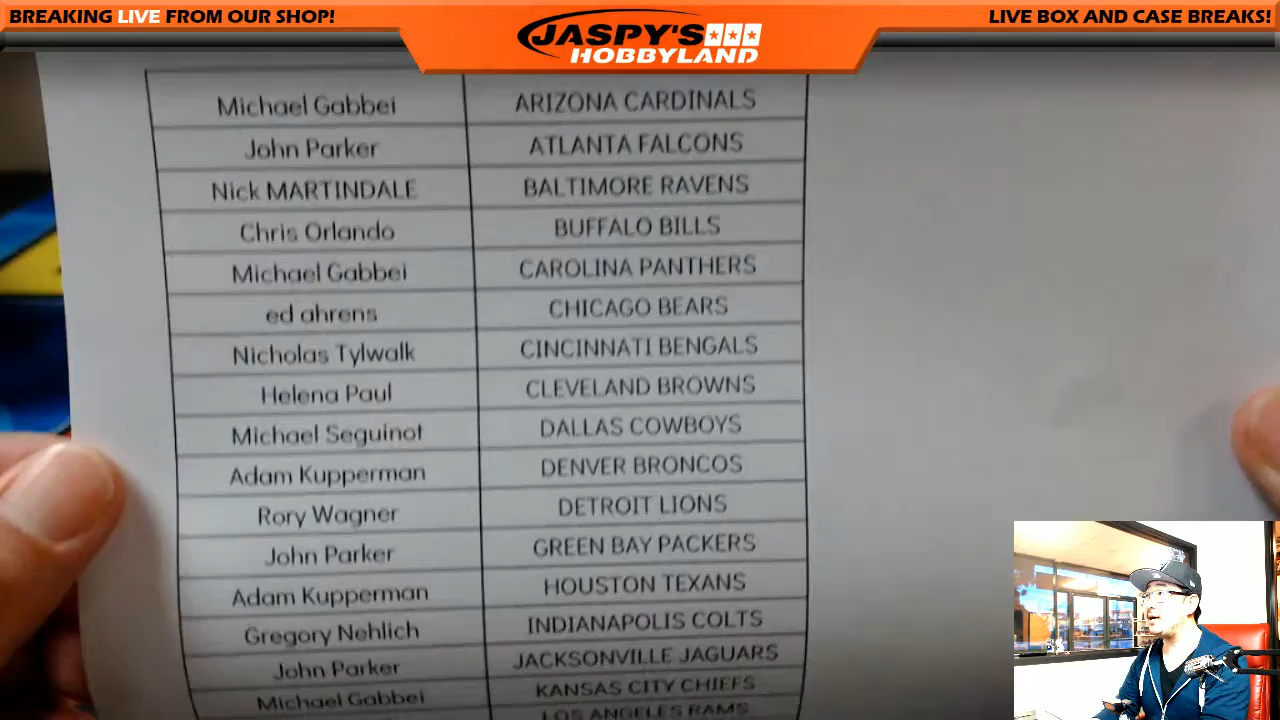 BREAKING LIVE FROM OUR SHOP!
JASPY'S
HOBBYLAND
LIVE BOX AND CASE BREAKS!
Michael Gabbei ARIZONA CARDINALS
John Parker ATLANTA FALCONS
Nick MARTINDALE BALTIMORE RAVENS
Chris Orlando BUFFALO BILLS
Michael Gabbei CAROLINA PANTHERS
ed ahrens CHICAGO BEARS
Nicholas Tylwalk CINCINNATI BENGALS
Helena Paul CLEVELAND BROWNS
Michael Seguinot DALLAS COWBOYS
Adam Kupperman DENVER BRONCOS
Rory Wagner DETROIT LIONS
John Parker GREEN BAY PACKERS
Adam Kupperman HOUSTON TEXANS
Gregory Nehlich INDIANAPOLIS COLTS
John Parker JACKSONVILLE JAGUARS
Michael Gabbei KANSAS CITY CHIEFS
LOS ANGELES RAMS